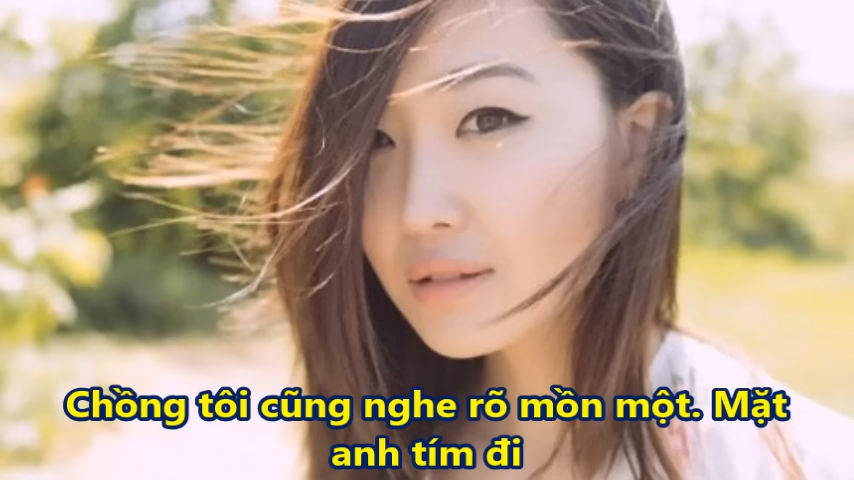 Chồng tôi cũng nghe rõ mồn một. Mặt
anh tím đi